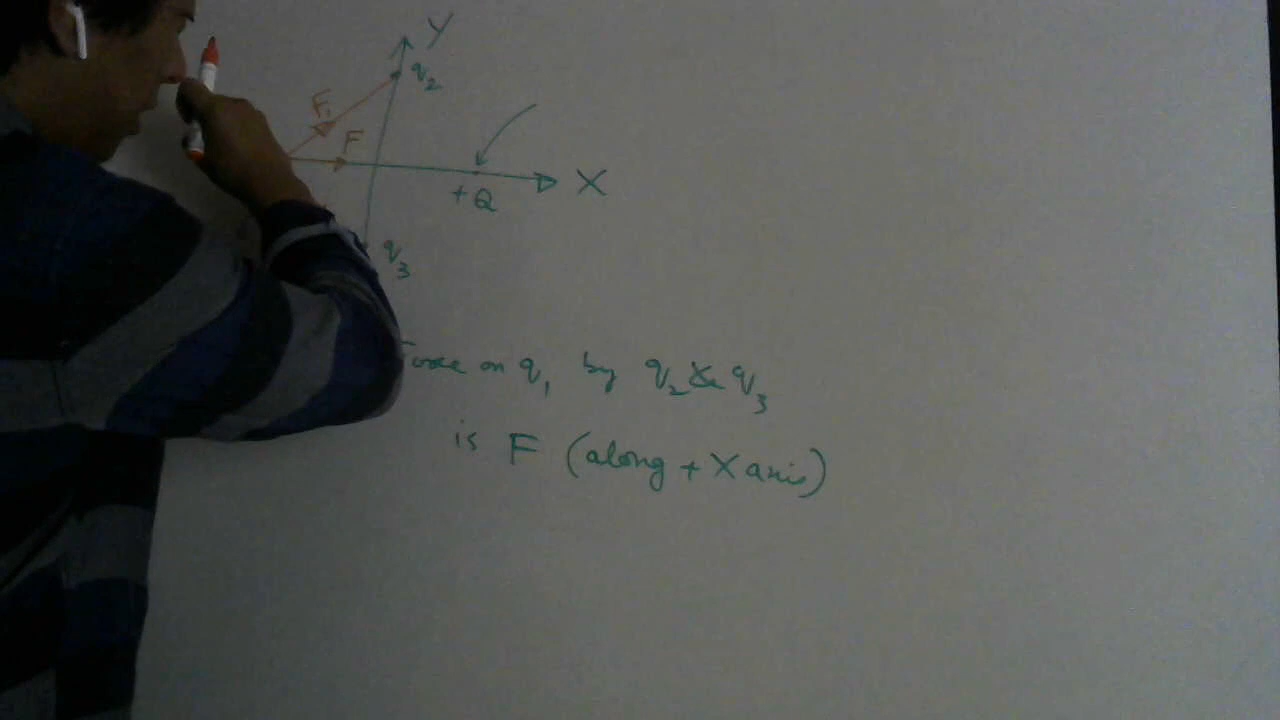 Y
q2
F1
F
X
+Q
q3
Force on q1 by q2 & q3
is F (along + X axis)